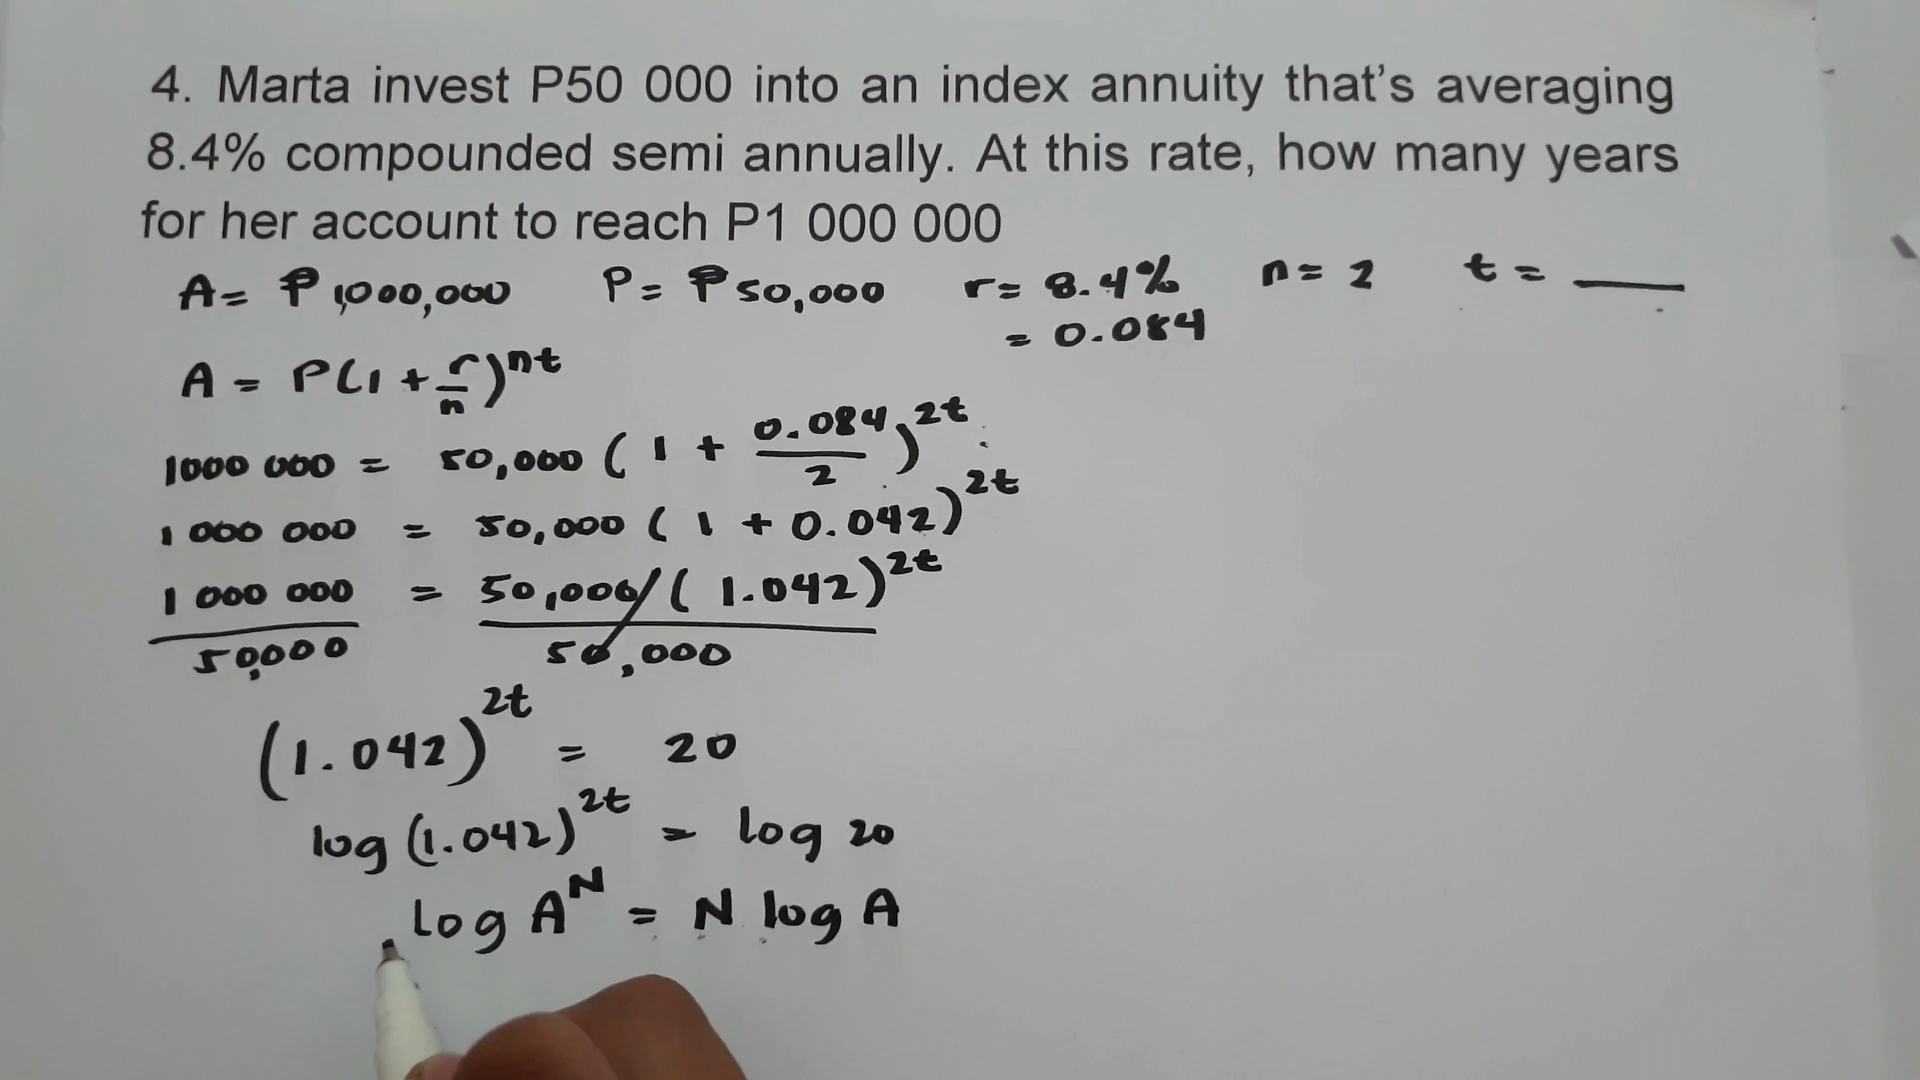 4. Marta invest P50 000 into an index annuity that's averaging
8.4% compounded semi annually. At this rate, how many years
for her account to reach P1 000 000
A = ₱1,000,000 P = ₱50,000 r = 8.4% n = 2 t = ____
= 0.084
A = P(1 + r/n)^nt
1000 000 = 50,000 ( 1 + 0.084/2 )^2t
1 000 000 = 50,000 ( 1 + 0.042)^2t
1 000 000 = 50,000 ( 1.042)^2t
50,000 50,000
(1.042)^2t = 20
log (1.042)^2t = log 20
log A^N = N log A